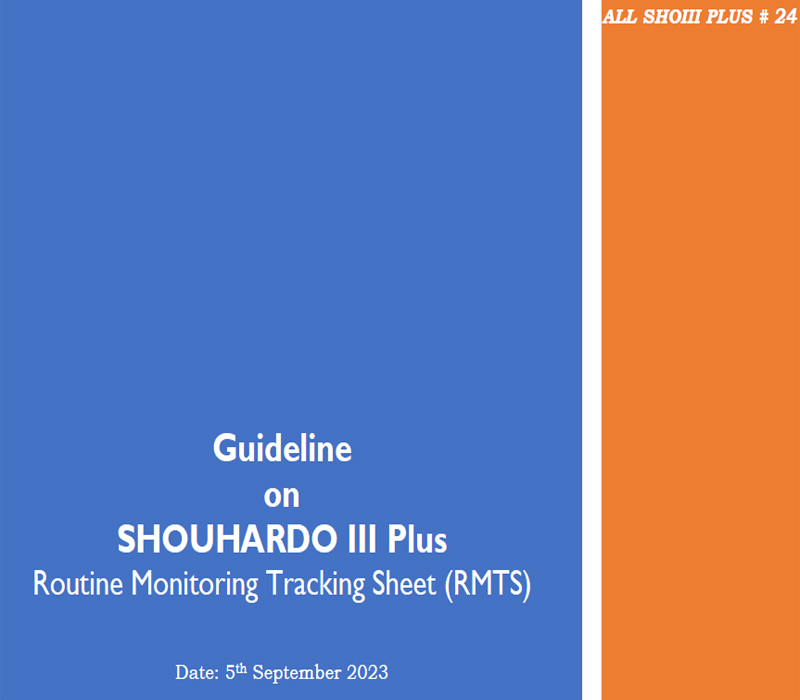 ALL SHOIII PLUS # 24
Guideline
on
SHOUHARDO III Plus
Routine Monitoring Tracking Sheet (RMTS)
Date: 5th September 2023